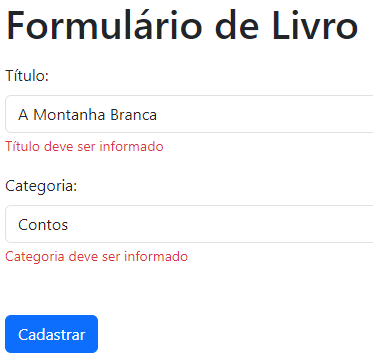 Formulário de Livro
Título:
A Montanha Branca
Título deve ser informado
Categoria:
Contos
Categoria deve ser informado
Cadastrar